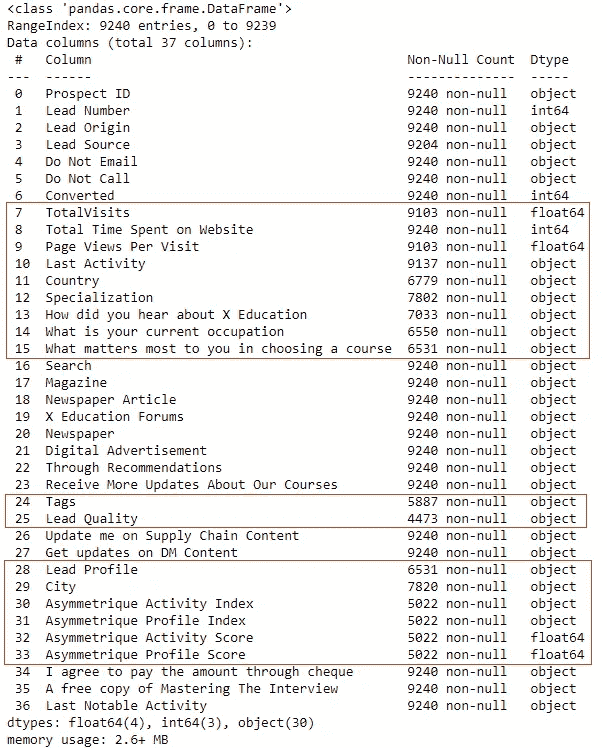 <class 'pandas.core.frame.DataFrame'>
RangeIndex: 9240 entries, 0 to 9239
Data columns (total 37 columns):
 #   Column                                         Non-Null Count  Dtype
---  ------                                         --------------  -----
 0   Prospect ID                                    9240 non-null   object
 1   Lead Number                                    9240 non-null   int64
 2   Lead Origin                                    9240 non-null   object
 3   Lead Source                                    9204 non-null   object
 4   Do Not Email                                   9240 non-null   object
 5   Do Not Call                                    9240 non-null   object
 6   Converted                                      9240 non-null   int64
 7   TotalVisits                                    9103 non-null   float64
 8   Total Time Spent on Website                    9240 non-null   int64
 9   Page Views Per Visit                           9103 non-null   float64
 10  Last Activity                                  9137 non-null   object
 11  Country                                        6779 non-null   object
 12  Specialization                                 7802 non-null   object
 13  How did you hear about X Education             7033 non-null   object
 14  What is your current occupation                6550 non-null   object
 15  What matters most to you in choosing a course  6531 non-null   object
 16  Search                                         9240 non-null   object
 17  Magazine                                       9240 non-null   object
 18  Newspaper Article                              9240 non-null   object
 19  X Education Forums                             9240 non-null   object
 20  Newspaper                                      9240 non-null   object
 21  Digital Advertisement                          9240 non-null   object
 22  Through Recommendations                        9240 non-null   object
 23  Receive More Updates About Our Courses         9240 non-null   object
 24  Tags                                           5887 non-null   object
 25  Lead Quality                                   4473 non-null   object
 26  Update me on Supply Chain Content              9240 non-null   object
 27  Get updates on DM Content                      9240 non-null   object
 28  Lead Profile                                   6531 non-null   object
 29  City                                           7820 non-null   object
 30  Asymmetrique Activity Index                    5022 non-null   object
 31  Asymmetrique Profile Index                     5022 non-null   object
 32  Asymmetrique Activity Score                    5022 non-null   float64
 33  Asymmetrique Profile Score                     5022 non-null   float64
 34  I agree to pay the amount through cheque       9240 non-null   object
 35  A free copy of Mastering The Interview         9240 non-null   object
 36  Last Notable Activity                          9240 non-null   object
dtypes: float64(4), int64(3), object(30)
memory usage: 2.6+ MB